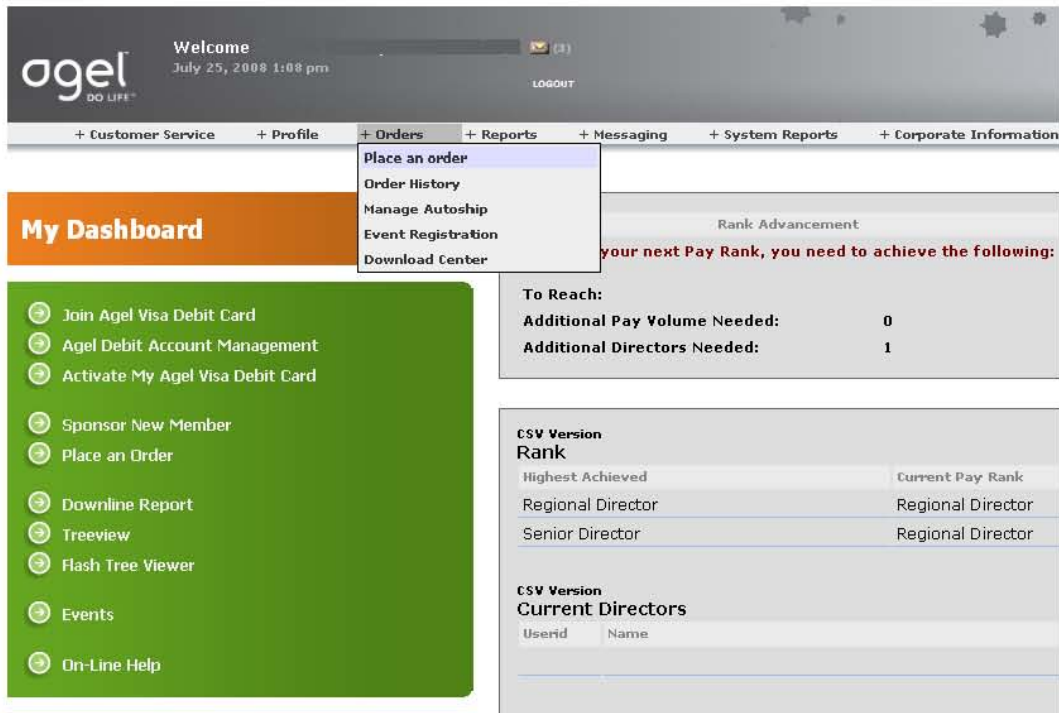 agel
DO LIFE™
Welcome
July 25, 2008 1:08 pm
(3)
LOGOUT
+ Customer Service + Profile + Orders + Reports + Messaging + System Reports + Corporate Information
Place an order
Order History
Manage Autoship
Event Registration
Download Center
My Dashboard
Join Agel Visa Debit Card
Agel Debit Account Management
Activate My Agel Visa Debit Card
Sponsor New Member
Place an Order
Downline Report
Treeview
Flash Tree Viewer
Events
On-Line Help
Rank Advancement
your next Pay Rank, you need to achieve the following:
To Reach:
Additional Pay Volume Needed: 0
Additional Directors Needed: 1
CSV Version
Rank
Highest Achieved Current Pay Rank
Regional Director Regional Director
Senior Director Regional Director
CSV Version
Current Directors
Userid Name